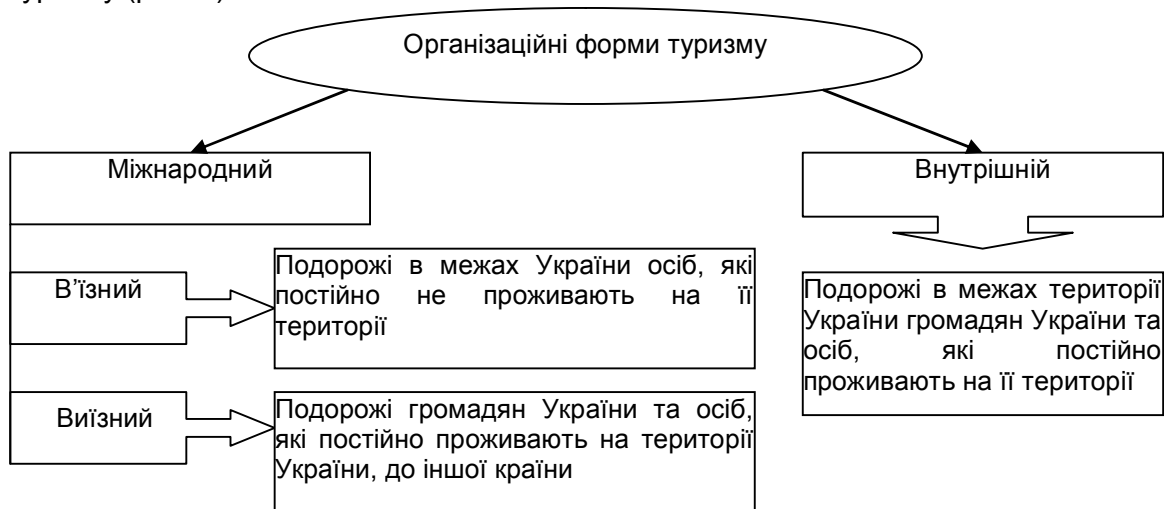 Організаційні форми туризму
Міжнародний
Внутрішній
В’їзний
Подорожі в межах України осіб, які
постійно не проживають на її
території
Подорожі в межах території
України громадян України та
осіб, які постійно
проживають на її території
Виїзний
Подорожі громадян України та осіб,
які постійно проживають на території
України, до іншої країни